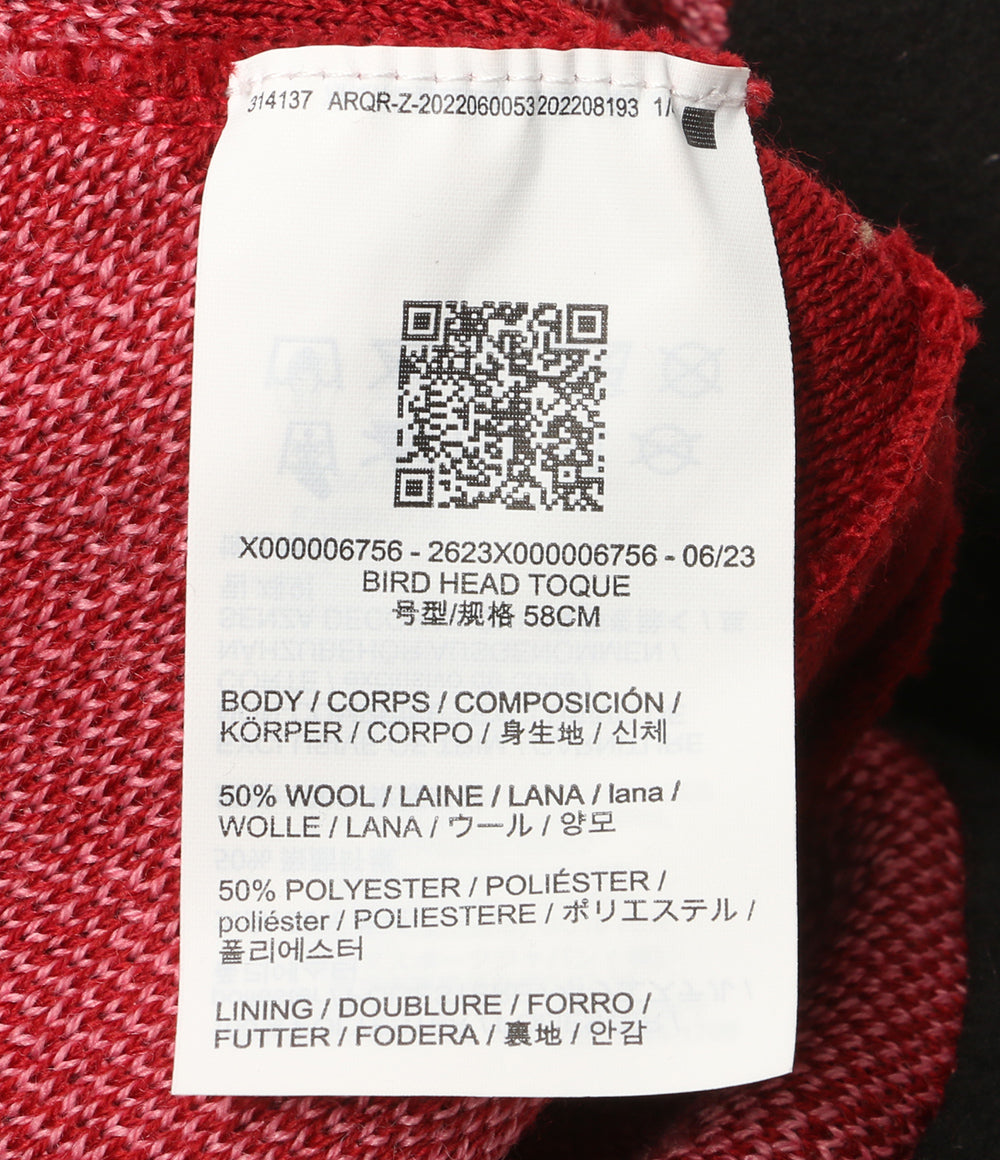 314137 ARQR-Z-2022060053202208193 1/
X000006756 - 2623X000006756 - 06/23
BIRD HEAD TOQUE
号型/规格 58CM
BODY / CORPS / COMPOSICIÓN /
KÖRPER / CORPO / 身生地 / 신체
50% WOOL / LAINE / LANA / lana /
WOLLE / LANA / ウール / 양모
50% POLYESTER / POLIÉSTER /
poliéster / POLIESTERE / ポリエステル /
폴리에스터
LINING / DOUBLURE / FORRO /
FUTTER / FODERA / 裏地 / 안감